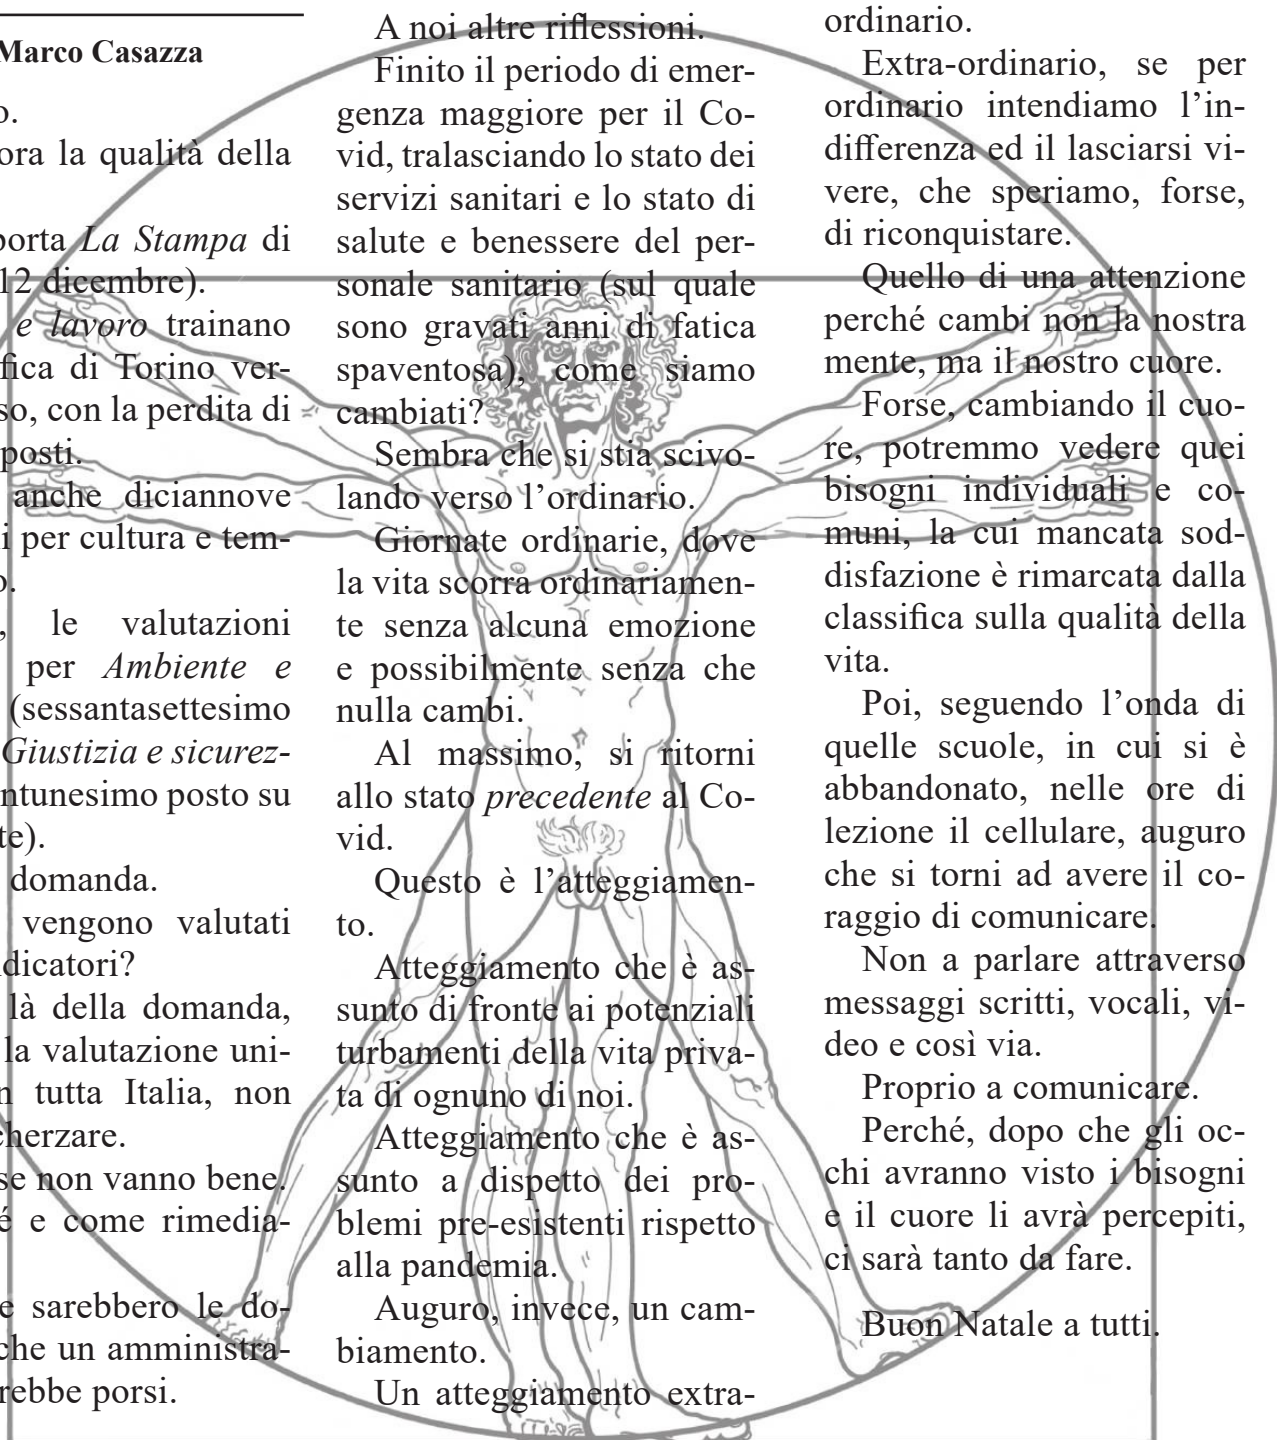 Marco Casazza
o.
ora la qualità della
porta La Stampa di
12 dicembre).
e lavoro trainano
fica di Torino ver-
so, con la perdita di
posti.
anche diciannove
i per cultura e tem-
o.
, le valutazioni
per Ambiente e
(sessantasettesimo
Giustizia e sicurez-
ntunesimo posto su
te).
domanda.
vengono valutati
dicatori?
là della domanda,
la valutazione uni-
n tutta Italia, non
cherzare.
se non vanno bene.
é e come rimedia-
e sarebbero le do-
che un amministra-
rebbe porsi.
A noi altre riflessioni.
Finito il periodo di emer-
genza maggiore per il Co-
vid, tralasciando lo stato dei
servizi sanitari e lo stato di
salute e benessere del per-
sonale sanitario (sul quale
sono gravati anni di fatica
spaventosa), come siamo
cambiati?
Sembra che si stia scivo-
lando verso l’ordinario.
Giornate ordinarie, dove
la vita scorra ordinariamen-
te senza alcuna emozione
e possibilmente senza che
nulla cambi.
Al massimo, si ritorni
allo stato precedente al Co-
vid.
Questo è l’atteggiamen-
to.
Atteggiamento che è as-
sunto di fronte ai potenziali
turbamenti della vita priva-
ta di ognuno di noi.
Atteggiamento che è as-
sunto a dispetto dei pro-
blemi pre-esistenti rispetto
alla pandemia.
Auguro, invece, un cam-
biamento.
Un atteggiamento extra-
ordinario.
Extra-ordinario, se per
ordinario intendiamo l’in-
differenza ed il lasciarsi vi-
vere, che speriamo, forse,
di riconquistare.
Quello di una attenzione
perché cambi non la nostra
mente, ma il nostro cuore.
Forse, cambiando il cuo-
re, potremmo vedere quei
bisogni individuali e co-
muni, la cui mancata sod-
disfazione è rimarcata dalla
classifica sulla qualità della
vita.
Poi, seguendo l’onda di
quelle scuole, in cui si è
abbandonato, nelle ore di
lezione il cellulare, auguro
che si torni ad avere il co-
raggio di comunicare.
Non a parlare attraverso
messaggi scritti, vocali, vi-
deo e così via.
Proprio a comunicare.
Perché, dopo che gli oc-
chi avranno visto i bisogni
e il cuore li avrà percepiti,
ci sarà tanto da fare.
Buon Natale a tutti.